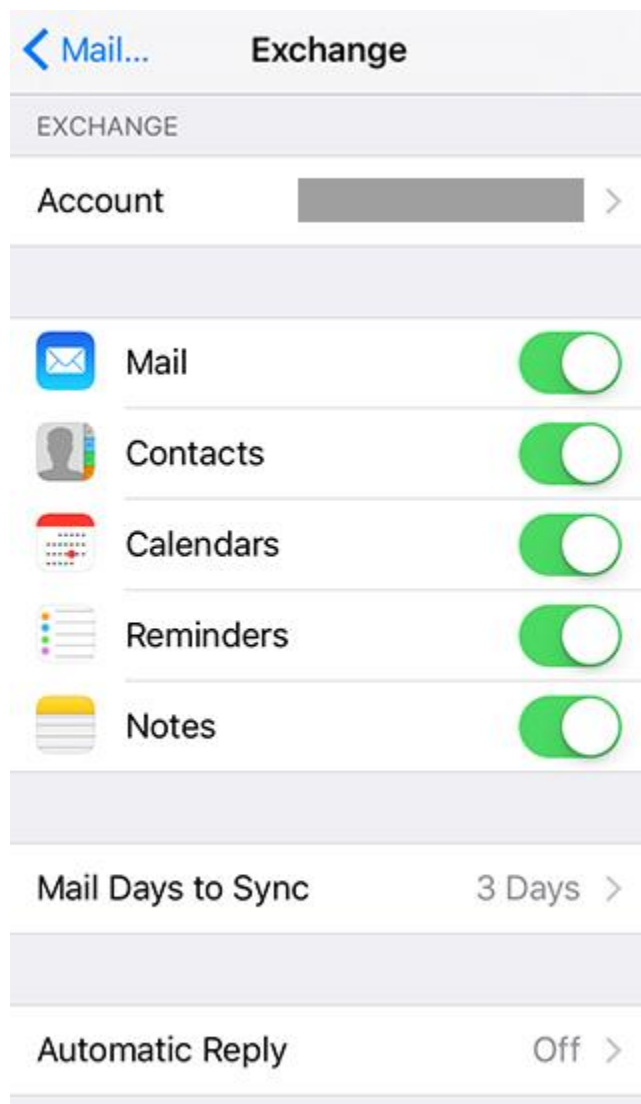 Mail... Exchange
EXCHANGE
Account
Mail
Contacts
Calendars
Reminders
Notes
Mail Days to Sync 3 Days
Automatic Reply Off